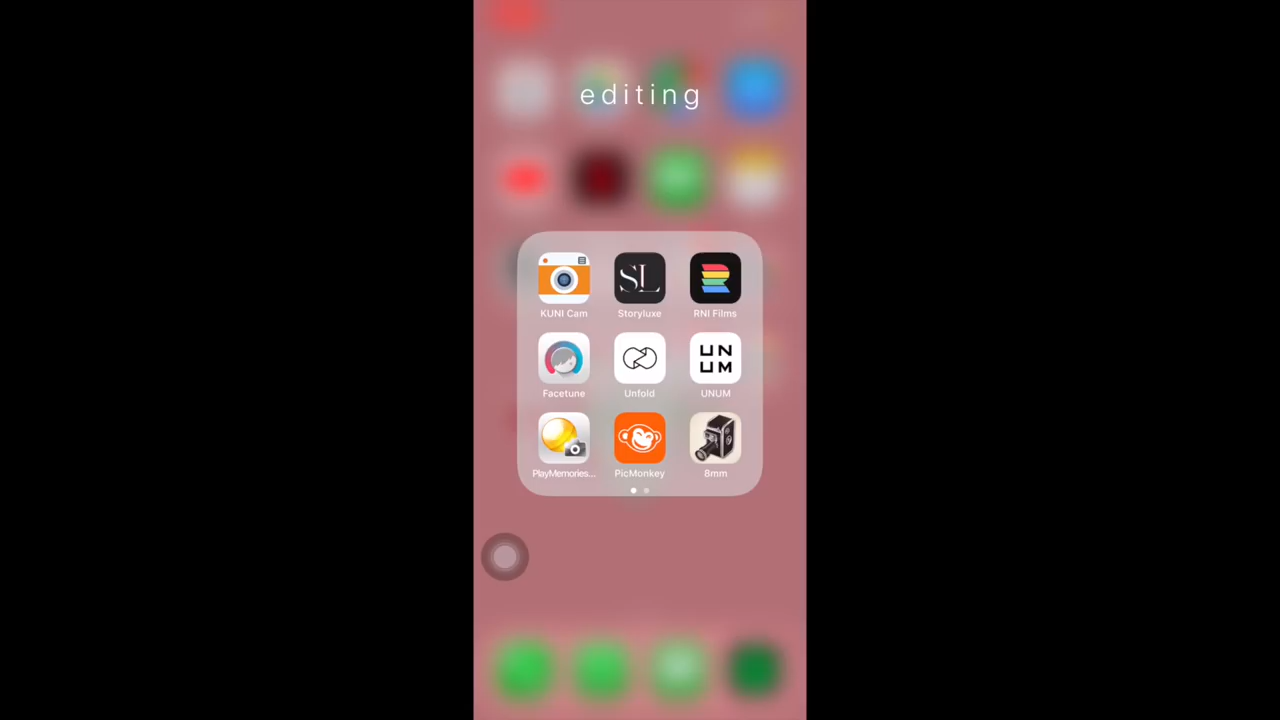 editing
SL
KUNI Cam
Storyluxe
RNI Films
UN
UM
Facetune
Unfold
UNUM
PlayMemories...
PicMonkey
8mm